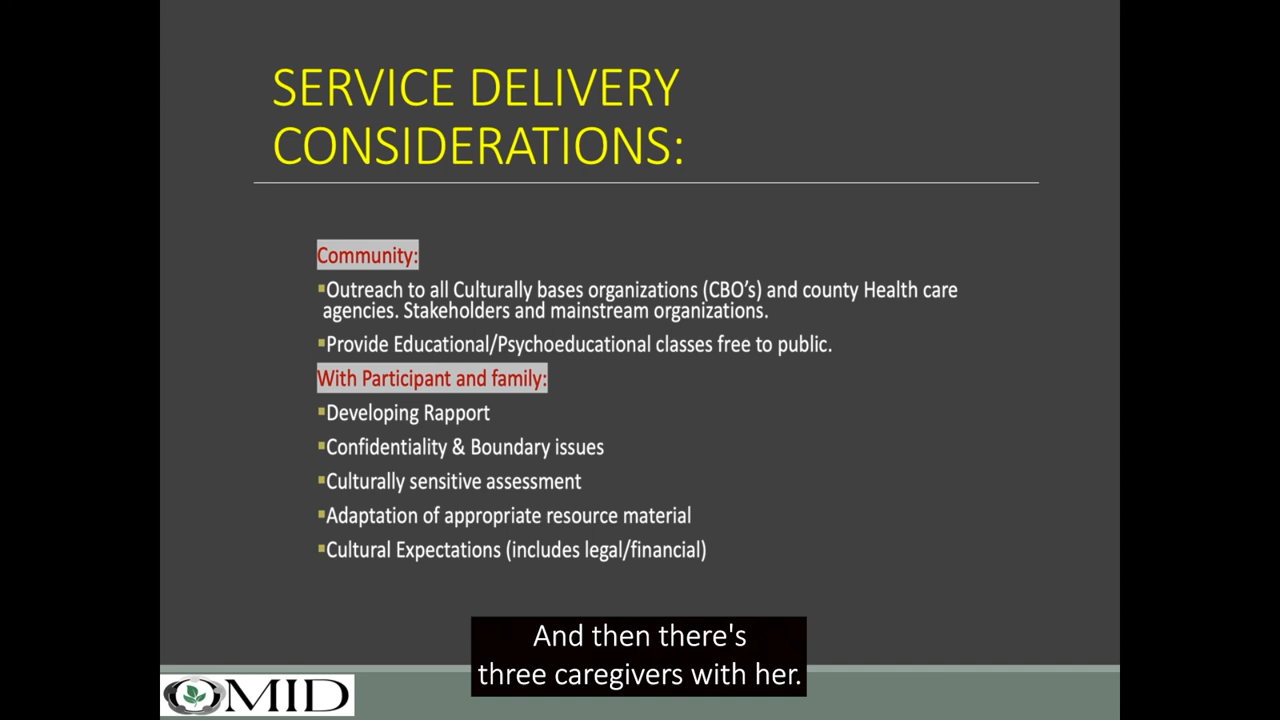 SERVICE DELIVERY
CONSIDERATIONS:
Community:
▪Outreach to all Culturally bases organizations (CBO's) and county Health care
agencies. Stakeholders and mainstream organizations.
▪Provide Educational/Psychoeducational classes free to public.
With Participant and family:
▪Developing Rapport
▪Confidentiality & Boundary issues
▪Culturally sensitive assessment
▪Adaptation of appropriate resource material
▪Cultural Expectations (includes legal/financial)
And then there's
three caregivers with her.
OMID